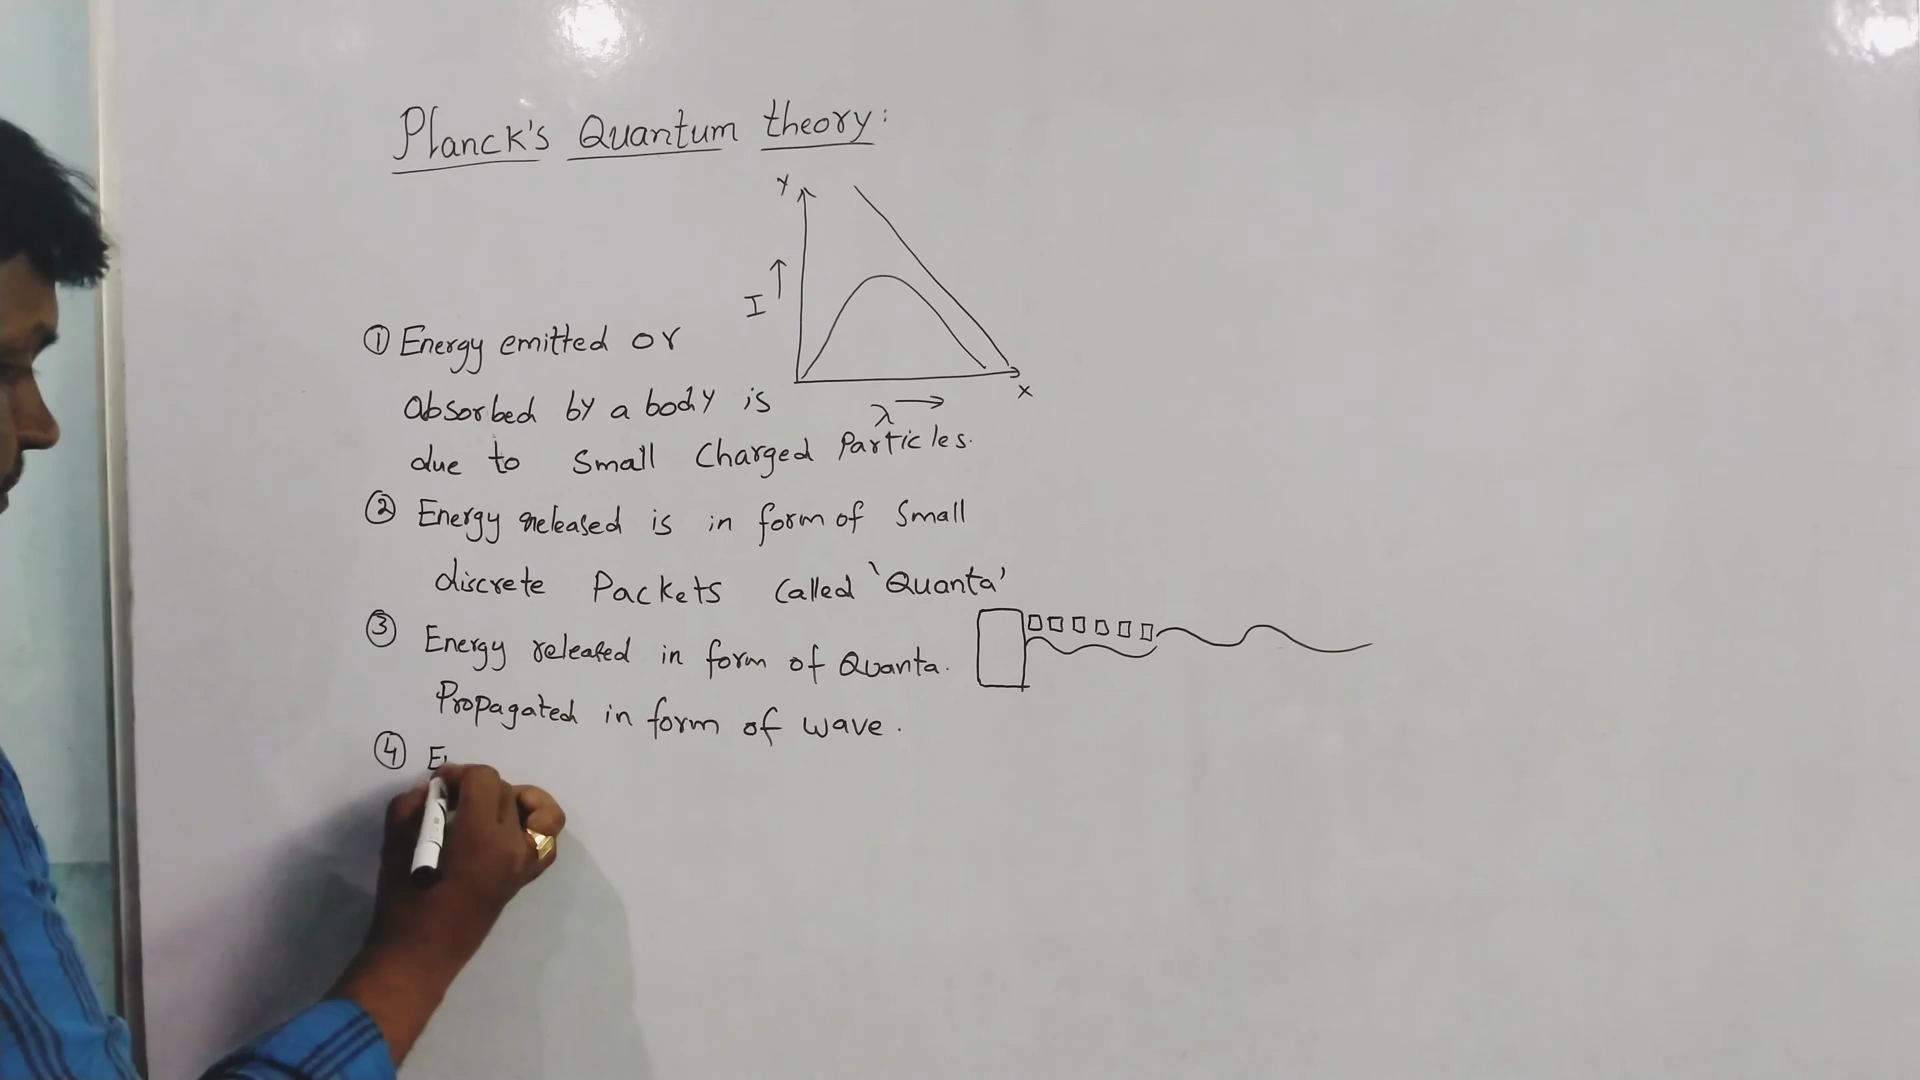 Planck's Quantum theory:
Y
I ↑
X
λ →
① Energy emitted or
absorbed by a body is
due to Small Charged Particles.
② Energy released is in form of Small
discrete Packets Called 'Quanta'
③ Energy released in form of Quanta.
Propagated in form of wave.
④